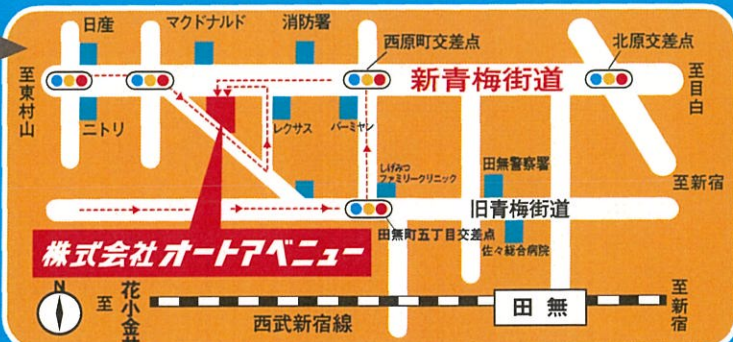 日産
マクドナルド
消防署
西原町交差点
北原交差点
至東村山
新青梅街道
至目白
ニトリ
レクサス
バーミヤン
しげみつ
ファミリークリニック
田無警察署
至新宿
旧青梅街道
田無町五丁目交差点
佐々総合病院
株式会社オートアベニュー
N
至
花小金井
西武新宿線
田無
至新宿